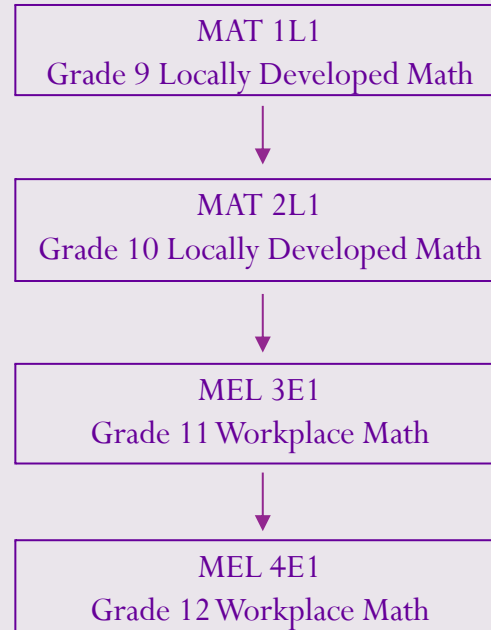 MAT 1L1
Grade 9 Locally Developed Math
MAT 2L1
Grade 10 Locally Developed Math
MEL 3E1
Grade 11 Workplace Math
MEL 4E1
Grade 12 Workplace Math